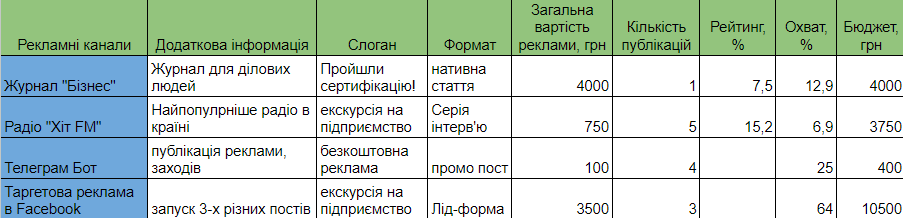 Рекламні канали	Додаткова інформація	Слоган	Формат	Загальна вартість реклами, грн	Кількість публікацій	Рейтинг, %	Охват, %	Бюджет, грн
Журнал "Бізнес"	Журнал для ділових людей	Пройшли сертифікацію!	нативна стаття	4000	1	7,5	12,9	4000
Радіо "Хіт FM"	Найпопулрніше радіо в країні	екскурсія на підприємство	Серія інтерв'ю	750	5	15,2	6,9	3750
Телеграм Бот	публікація реклами, заходів	безкоштовна реклама	промо пост	100	4		25	400
Таргетова реклама в Facebook	запуск 3-х різних постів	екскурсія на підприємство	Лід-форма	3500	3		64	10500